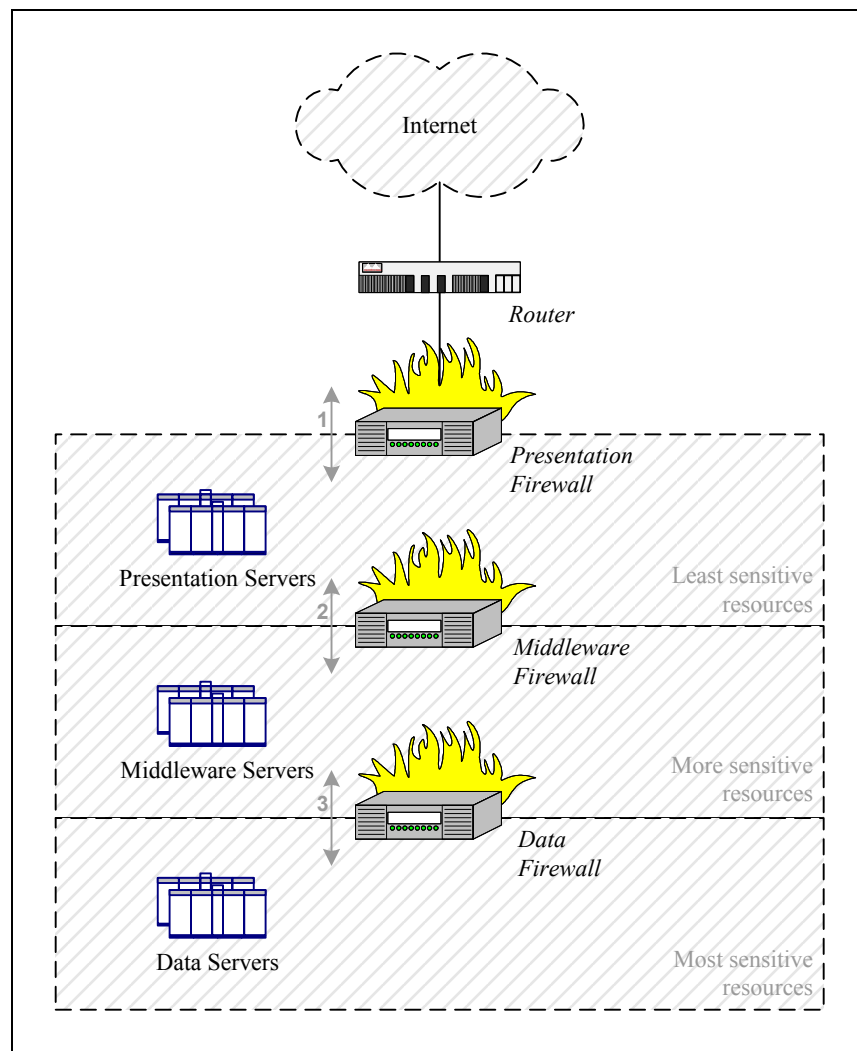 Internet
Router
1
Presentation
Firewall
Presentation Servers
Least sensitive
resources
2
Middleware
Firewall
Middleware Servers
More sensitive
resources
3
Data
Firewall
Data Servers
Most sensitive
resources